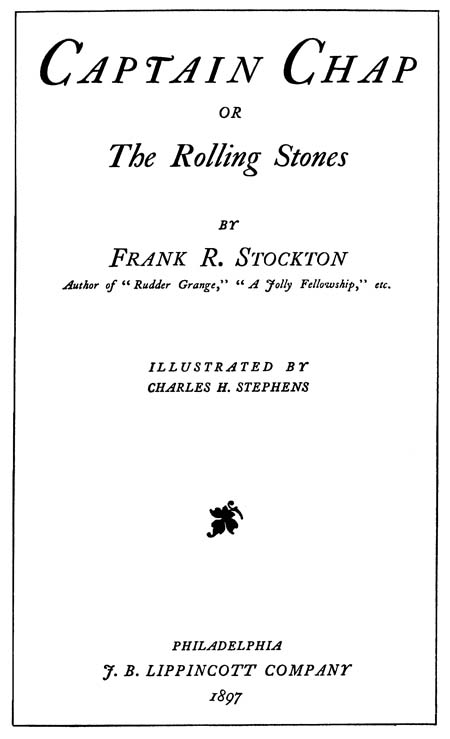 CAPTAIN CHAP
OR
The Rolling Stones
BY
FRANK R. STOCKTON
Author of "Rudder Grange," "A Jolly Fellowship," etc.
ILLUSTRATED BY
CHARLES H. STEPHENS
PHILADELPHIA
J. B. LIPPINCOTT COMPANY
1897